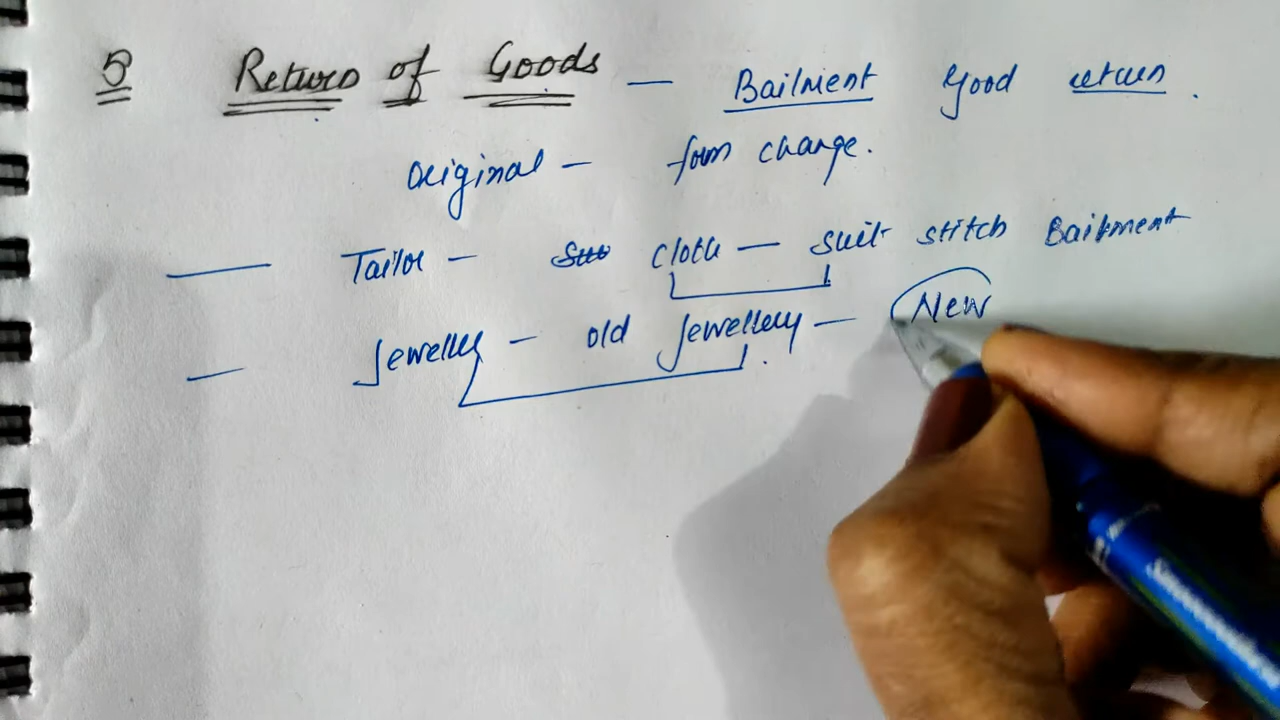 5 Return of Goods — Bailment Good return.
Original — form change.
— Tailor — cloth — suit stitch Bailment
— Jewellery — old Jewellery — New